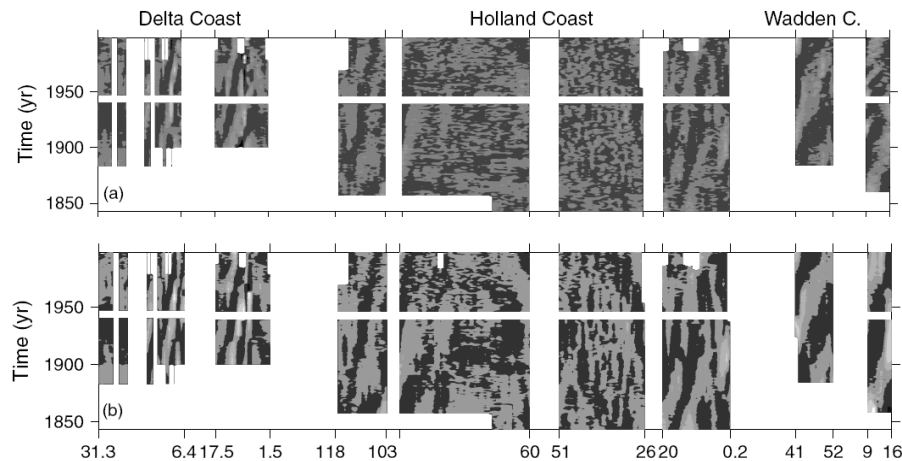 Delta Coast Holland Coast Wadden C.
Time (yr)
1950
1900
1850
(a)
Time (yr)
1950
1900
1850
(b)
31.3 6.4 17.5 1.5 118 103 60 51 26 20 0.2 41 52 9 16